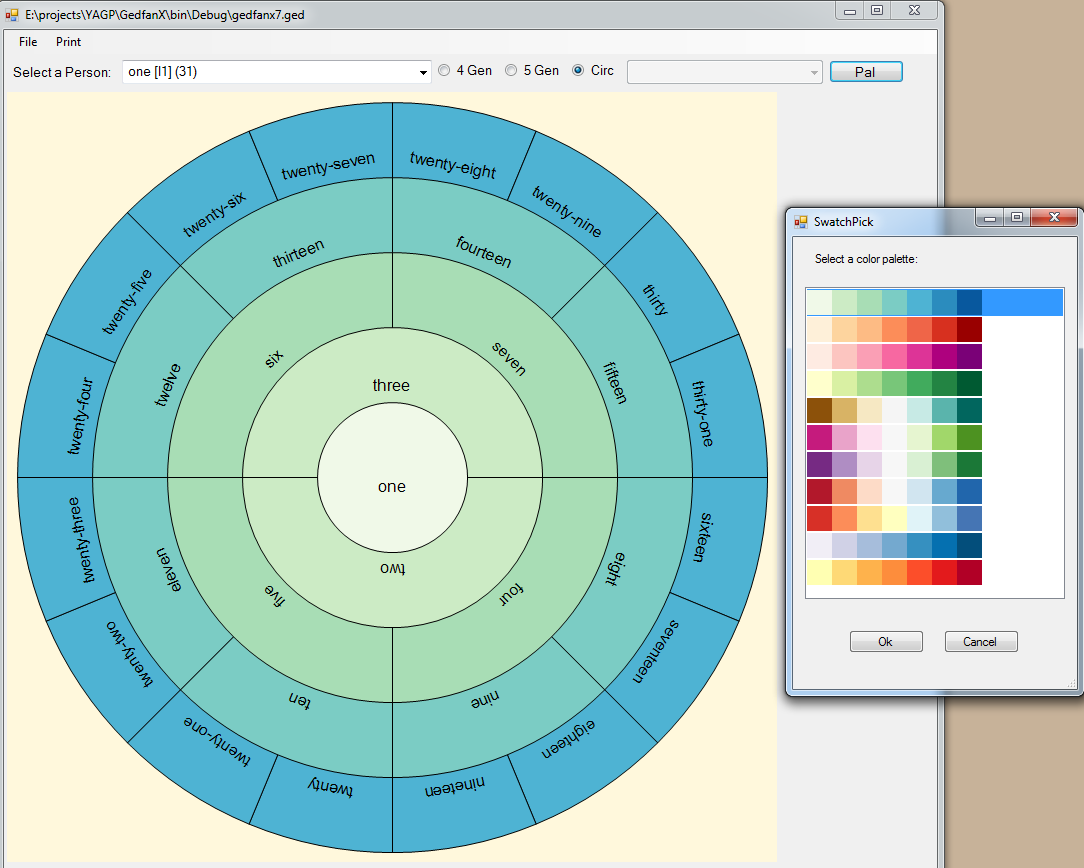 E:\projects\YAGP\GedfanX\bin\Debug\gedfanx7.ged
File Print
Select a Person: one [I1] (31) 4 Gen 5 Gen Circ Pal
twenty-seven twenty-eight
twenty-six twenty-nine
thirteen fourteen
twenty-five thirty
twelve six seven fifteen
three
twenty-four thirty-one
one
twenty-three sixteen
two
eleven five four eight
twenty-two seventeen
ten nine
twenty-one eighteen
twenty nineteen
SwatchPick
Select a color palette:
Ok Cancel